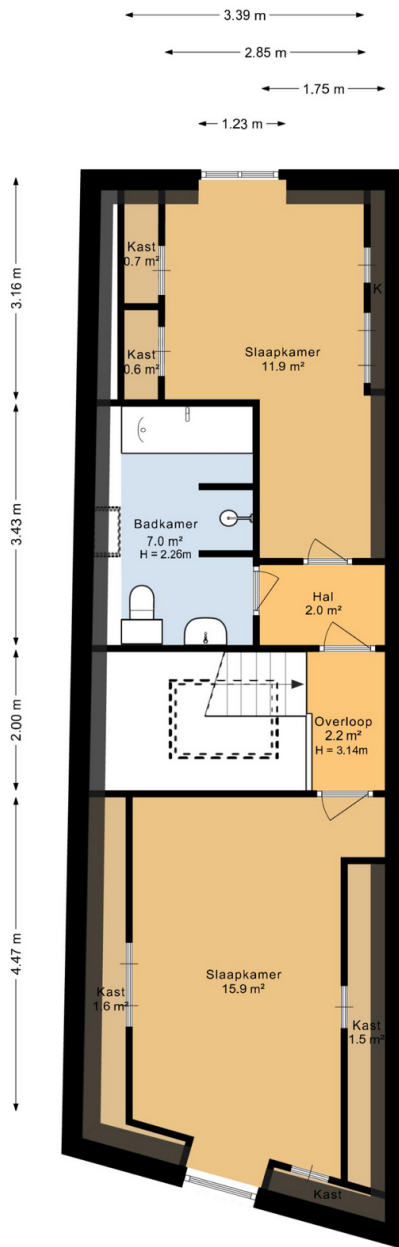 3.39 m
2.85 m
1.75 m
1.23 m
3.16 m
3.43 m
2.00 m
4.47 m
Kast
0.7 m²
Kast
0.6 m²
K
Slaapkamer
11.9 m²
Badkamer
7.0 m²
H = 2.26m
Hal
2.0 m²
Overloop
2.2 m²
H = 3.14m
Slaapkamer
15.9 m²
Kast
1.6 m²
Kast
1.5 m²
Kast